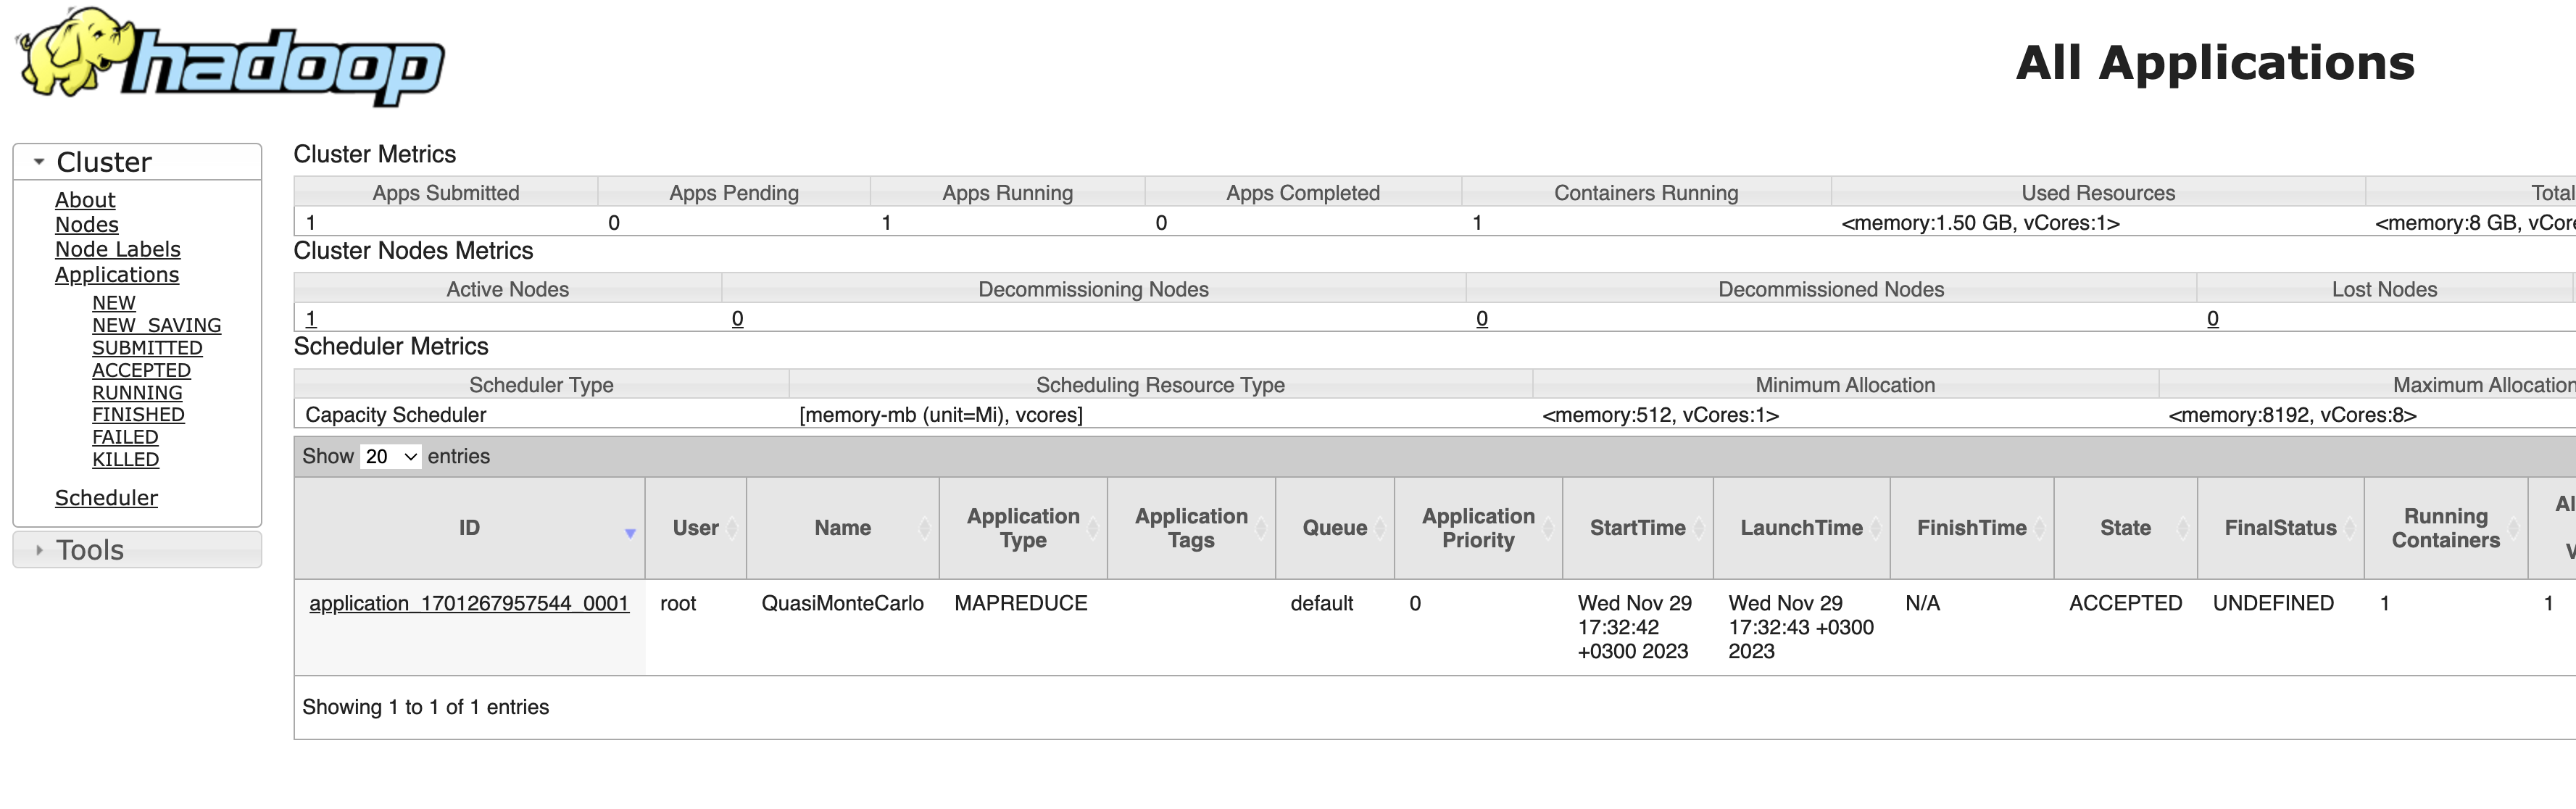 hadoop
All Applications
Cluster
About
Nodes
Node Labels
Applications
NEW
NEW_SAVING
SUBMITTED
ACCEPTED
RUNNING
FINISHED
FAILED
KILLED
Scheduler
Tools
Cluster Metrics
Apps Submitted Apps Pending Apps Running Apps Completed Containers Running Used Resources Total
1 0 1 0 1 <memory:1.50 GB, vCores:1> <memory:8 GB, vCore
Cluster Nodes Metrics
Active Nodes Decommissioning Nodes Decommissioned Nodes Lost Nodes
1 0 0 0
Scheduler Metrics
Scheduler Type Scheduling Resource Type Minimum Allocation Maximum Allocation
Capacity Scheduler [memory-mb (unit=Mi), vcores] <memory:512, vCores:1> <memory:8192, vCores:8>
Show 20 entries
ID User Name Application Type Application Tags Queue Application Priority StartTime LaunchTime FinishTime State FinalStatus Running Containers Al V
application_1701267957544_0001 root QuasiMonteCarlo MAPREDUCE default 0 Wed Nov 29 Wed Nov 29 N/A ACCEPTED UNDEFINED 1 1
17:32:42 17:32:43 +0300
+0300 2023 2023
Showing 1 to 1 of 1 entries